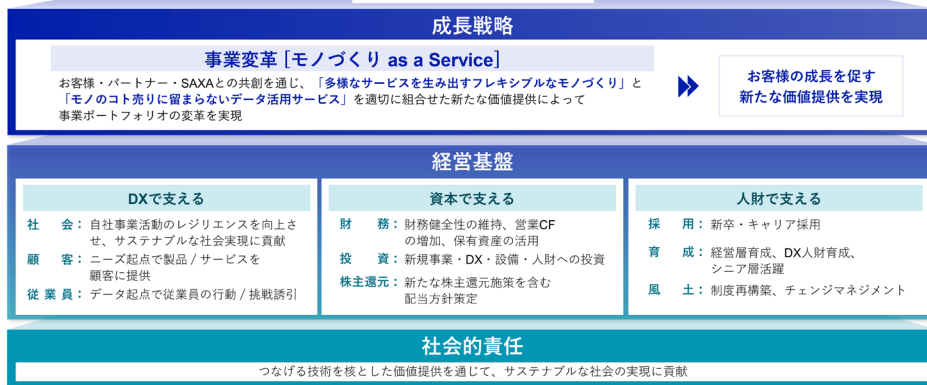 成長戦略
事業変革 [モノづくり as a Service]
お客様・パートナー・SAXAとの共創を通じ、「多様なサービスを生み出すフレキシブルなモノづくり」と
「モノのコト売りに留まらないデータ活用サービス」を適切に組合せた新たな価値提供によって
事業ポートフォリオの変革を実現
お客様の成長を促す
新たな価値提供を実現
経営基盤
DXで支える
社会：自社事業活動のレジリエンスを向上さ
せ、サステナブルな社会実現に貢献
顧客：ニーズ起点で製品 / サービスを
顧客に提供
従業員：データ起点で従業員の行動 / 挑戦誘引
資本で支える
財務：財務健全性の維持、営業CF
の増加、保有資産の活用
投資：新規事業・DX・設備・人財への投資
株主還元：新たな株主還元施策を含む
配当方針策定
人財で支える
採用：新卒・キャリア採用
育成：経営層育成、DX人財育成、
シニア層活躍
風土：制度再構築、チェンジマネジメント
社会的責任
つなげる技術を核とした価値提供を通じて、サステナブルな社会の実現に貢献